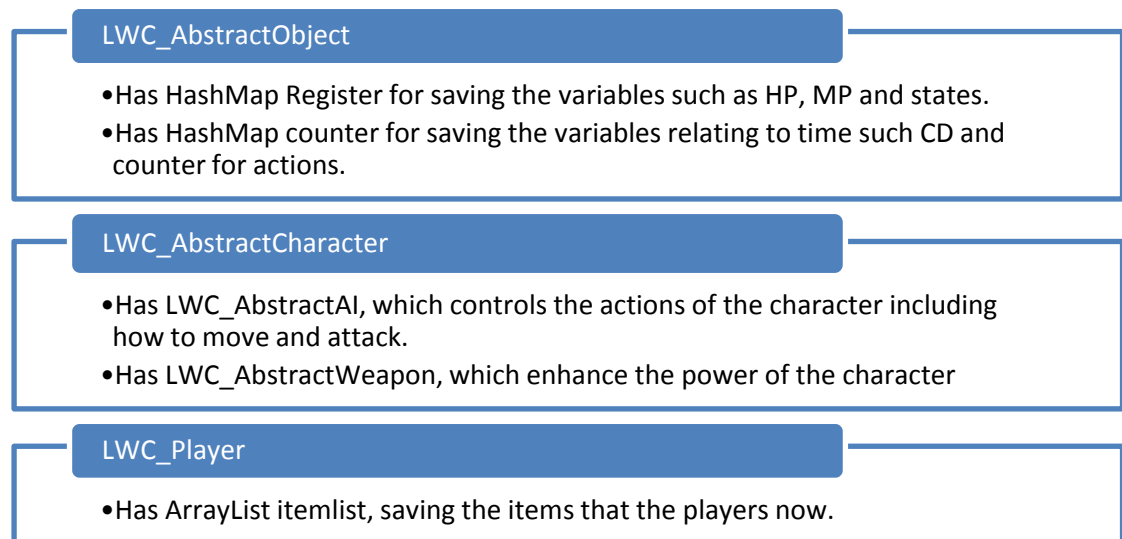 LWC_AbstractObject
•Has HashMap Register for saving the variables such as HP, MP and states.
•Has HashMap counter for saving the variables relating to time such CD and
counter for actions.
LWC_AbstractCharacter
•Has LWC_AbstractAI, which controls the actions of the character including
how to move and attack.
•Has LWC_AbstractWeapon, which enhance the power of the character
LWC_Player
•Has ArrayList itemlist, saving the items that the players now.